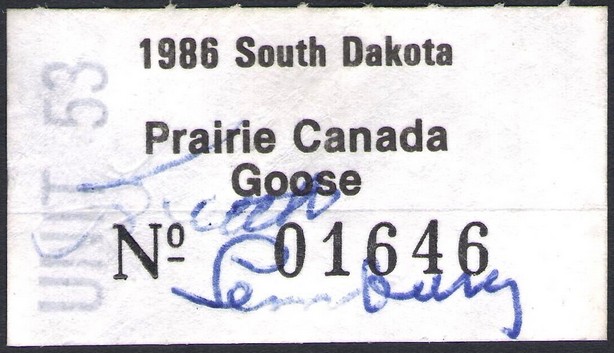 1986 South Dakota
Prairie Canada
Goose
Nº 01646
UNIT 53